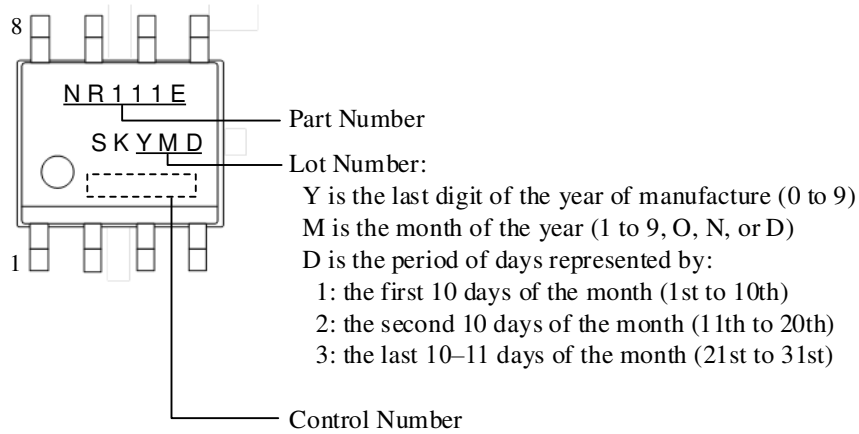 8
NR111E
Part Number
SKYMD
Lot Number:
Y is the last digit of the year of manufacture (0 to 9)
M is the month of the year (1 to 9, O, N, or D)
D is the period of days represented by:
1: the first 10 days of the month (1st to 10th)
2: the second 10 days of the month (11th to 20th)
3: the last 10–11 days of the month (21st to 31st)
1
Control Number